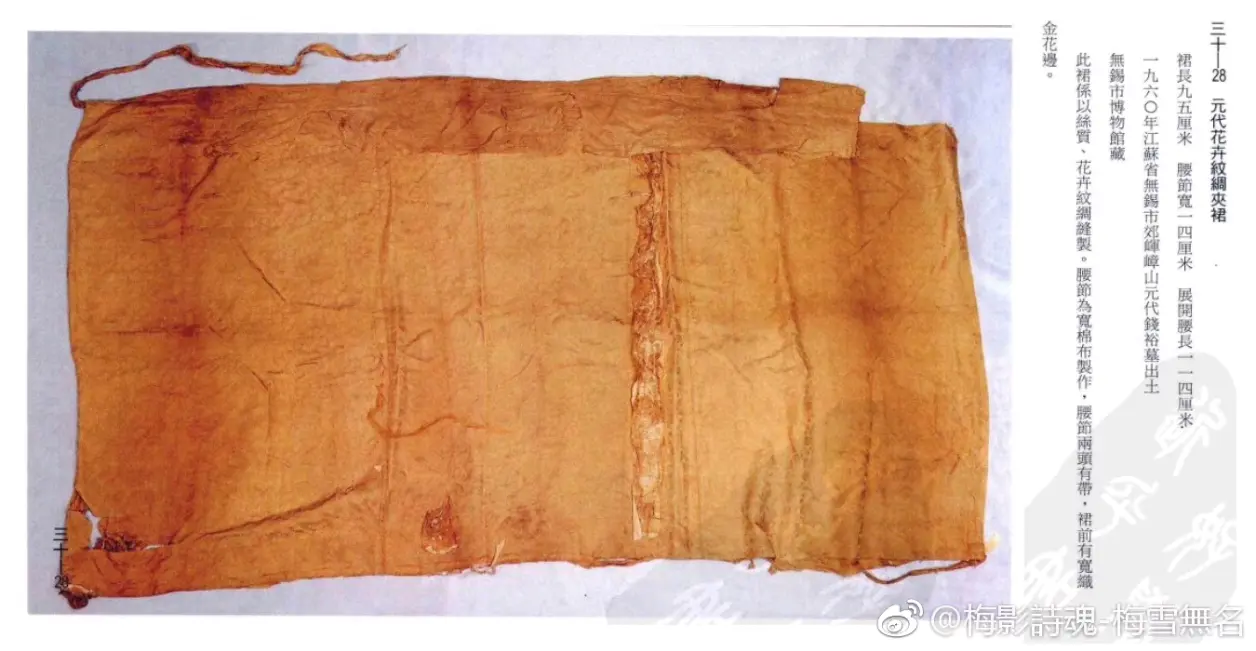 三十—28 元代花卉紋綢夾裙
裙長九五厘米 腰節寬一四厘米 展開腰長一一四厘米
一九六〇年江蘇省無錫市郊嶂山元代錢裕墓出土
無錫市博物館藏
此裙係以絲質、花卉紋綢縫製。腰節為寬棉布製作，腰節兩頭有帶，裙前有寬織
金花邊。
三十—28
@梅影詩魂-梅雪無名